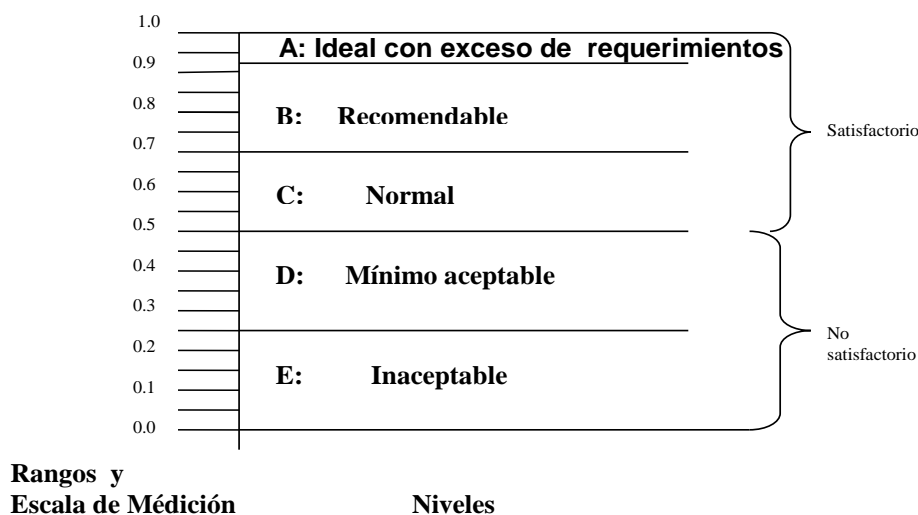 1.0
A: Ideal con exceso de requerimientos
0.9
0.8
B: Recomendable
Satisfactorio
0.7
0.6
C: Normal
0.5
0.4
D: Mínimo aceptable
0.3
No
satisfactorio
0.2
E: Inaceptable
0.1
0.0
Rangos y
Escala de Médición Niveles